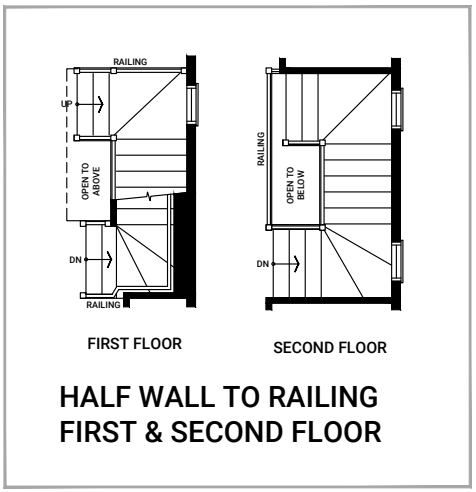 RAILING
UP
OPEN TO
ABOVE
DN
RAILING
FIRST FLOOR
RAILING
OPEN TO
BELOW
DN
SECOND FLOOR
HALF WALL TO RAILING
FIRST & SECOND FLOOR